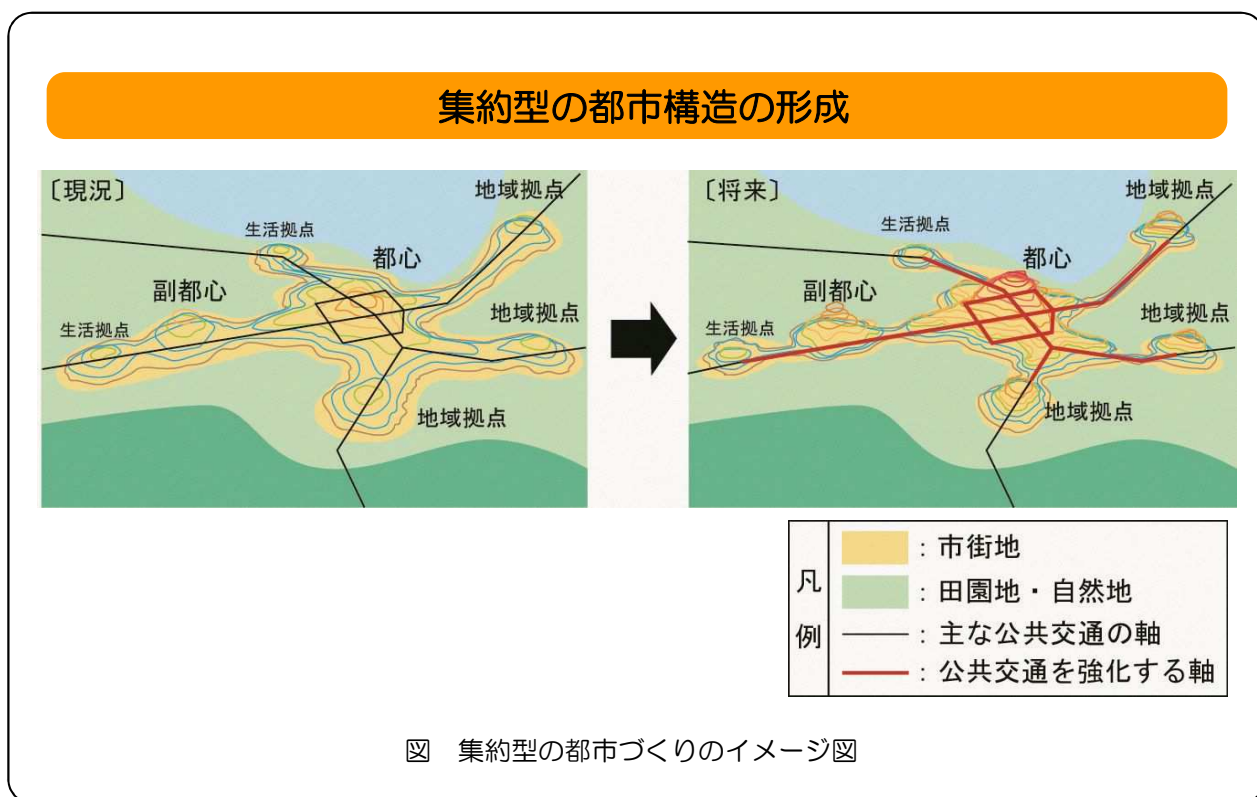 集約型の都市構造の形成
〔現況〕
地域拠点
生活拠点
都心
副都心
地域拠点
生活拠点
地域拠点
〔将来〕
地域拠点
生活拠点
都心
副都心
地域拠点
生活拠点
地域拠点
凡例
：市街地
：田園地・自然地
：主な公共交通の軸
：公共交通を強化する軸
図　集約型の都市づくりのイメージ図